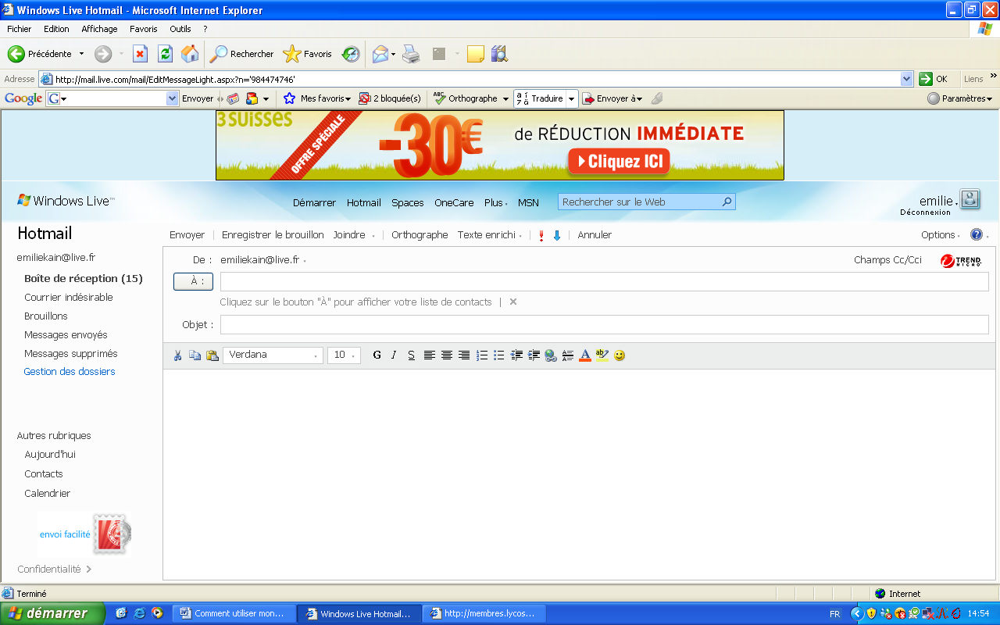 Windows Live Hotmail - Microsoft Internet Explorer
Fichier Edition Affichage Favoris Outils ?
Précédente Rechercher Favoris
Adresse http://mail.live.com/mail/EditMessageLight.aspx?n='984474746' OK Liens »
Google G Envoyer Mes favoris 2 bloquée(s) ABC Orthographe Traduire Envoyer à Paramètres
3 SUISSES OFFRE SPÉCIALE -30€ de RÉDUCTION IMMÉDIATE
Cliquez ICI
Windows Live™ Démarrer Hotmail Spaces OneCare Plus MSN Rechercher sur le Web emilie
Déconnexion
Hotmail Envoyer Enregistrer le brouillon Joindre Orthographe Texte enrichi Annuler Options ?
emiliekain@live.fr De : emiliekain@live.fr Champs Cc/Cci TREND MICRO
Boîte de réception (15) À :
Courrier indésirable Cliquez sur le bouton "À" pour afficher votre liste de contacts
Brouillons Objet :
Messages envoyés
Messages supprimés Verdana 10 G I S
Gestion des dossiers
Autres rubriques
Aujourd'hui
Contacts
Calendrier
envoi facilité
Confidentialité
Terminé Internet
démarrer Comment utiliser mon... Windows Live Hotmail... http://membres.lycos... FR 14:54